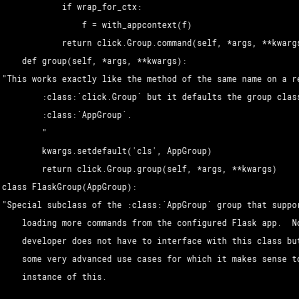 if wrap_for_ctx:
f = with_appcontext(f)
return click.Group.command(self, *args, **kwargs
def group(self, *args, **kwargs):
"This works exactly like the method of the same name on a re
:class:`click.Group` but it defaults the group class
:class:`AppGroup`.
"
kwargs.setdefault('cls', AppGroup)
return click.Group.group(self, *args, **kwargs)
class FlaskGroup(AppGroup):
"Special subclass of the :class:`AppGroup` group that suppor
loading more commands from the configured Flask app.  No
developer does not have to interface with this class but
some very advanced use cases for which it makes sense to
instance of this.